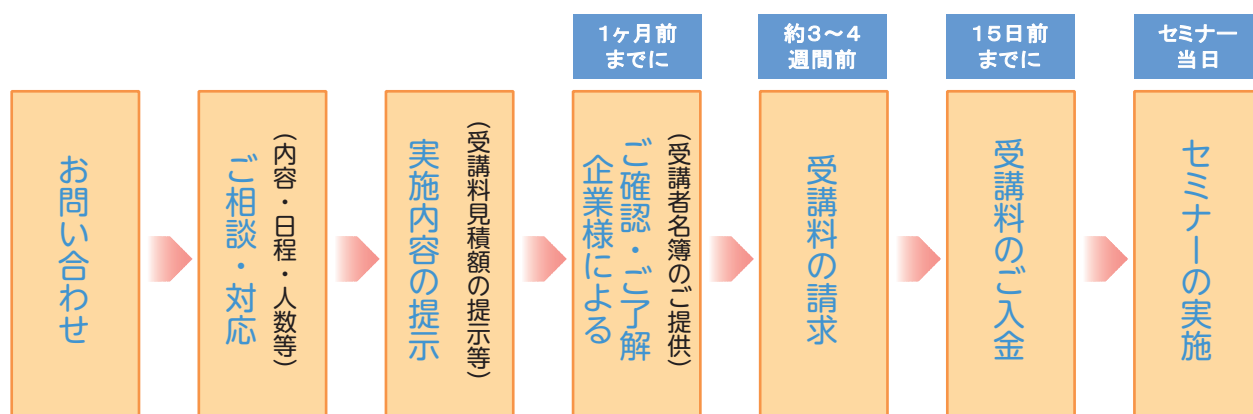 1ヶ月前
までに
約3～4
週間前
15日前
までに
セミナー
当日
お問い合わせ
ご相談・対応
（内容・日程・人数等）
実施内容の提示
（受講料見積額の提示等）
企業様による
ご確認・ご了解
（受講者名簿のご提供）
受講料の請求
受講料のご入金
セミナーの実施